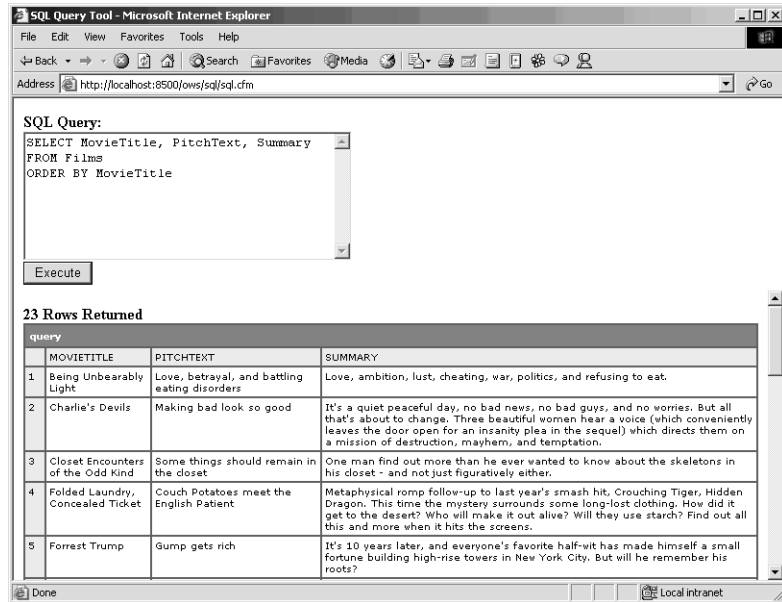 SQL Query Tool - Microsoft Internet Explorer
File Edit View Favorites Tools Help
Back Search Favorites Media
Address http://localhost:8500/ows/sql/sql.cfm Go
SQL Query:
SELECT MovieTitle, PitchText, Summary
FROM Films
ORDER BY MovieTitle
Execute
23 Rows Returned
query
MOVIETITLE PITCHTEXT SUMMARY
1 Being Unbearably Light
Love, betrayal, and battling eating disorders
Love, ambition, lust, cheating, war, politics, and refusing to eat.
2 Charlie's Devils
Making bad look so good
It's a quiet peaceful day, no bad news, no bad guys, and no worries. But all
that's about to change. Three beautiful women hear a voice (which conveniently
leaves the door open for an insanity plea in the sequel) which directs them on
a mission of destruction, mayhem, and temptation.
3 Closet Encounters of the Odd Kind
Some things should remain in the closet
One man find out more than he ever wanted to know about the skeletons in
his closet - and not just figuratively either.
4 Folded Laundry, Concealed Ticket
Couch Potatoes meet the English Patient
Metaphysical romp follow-up to last year's smash hit, Crouching Tiger, Hidden
Dragon. This time the mystery surrounds some long-lost clothing. How did it
get to the desert? Who will make it out alive? Will they use starch? Find out all
this and more when it hits the screens.
5 Forrest Trump
Gump gets rich
It's 10 years later, and everyone's favorite half-wit has made himself a small
fortune building high-rise towers in New York City. But will he remember his
roots?
Done
Local intranet